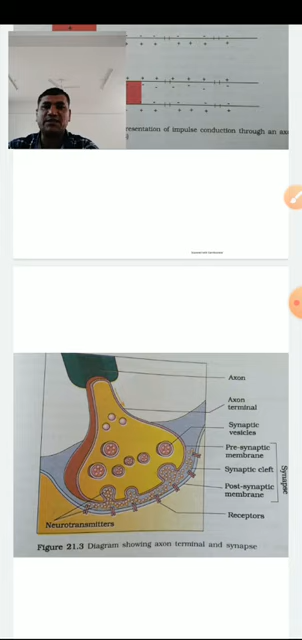 resentation of impulse conduction through an ax
Axon
Axon
terminal
Synaptic
vesicles
Pre-synaptic
membrane
Synaptic cleft
Post-synaptic
membrane
Receptors
Synapse
Neurotransmitters
Figure 21.3 Diagram showing axon terminal and synapse